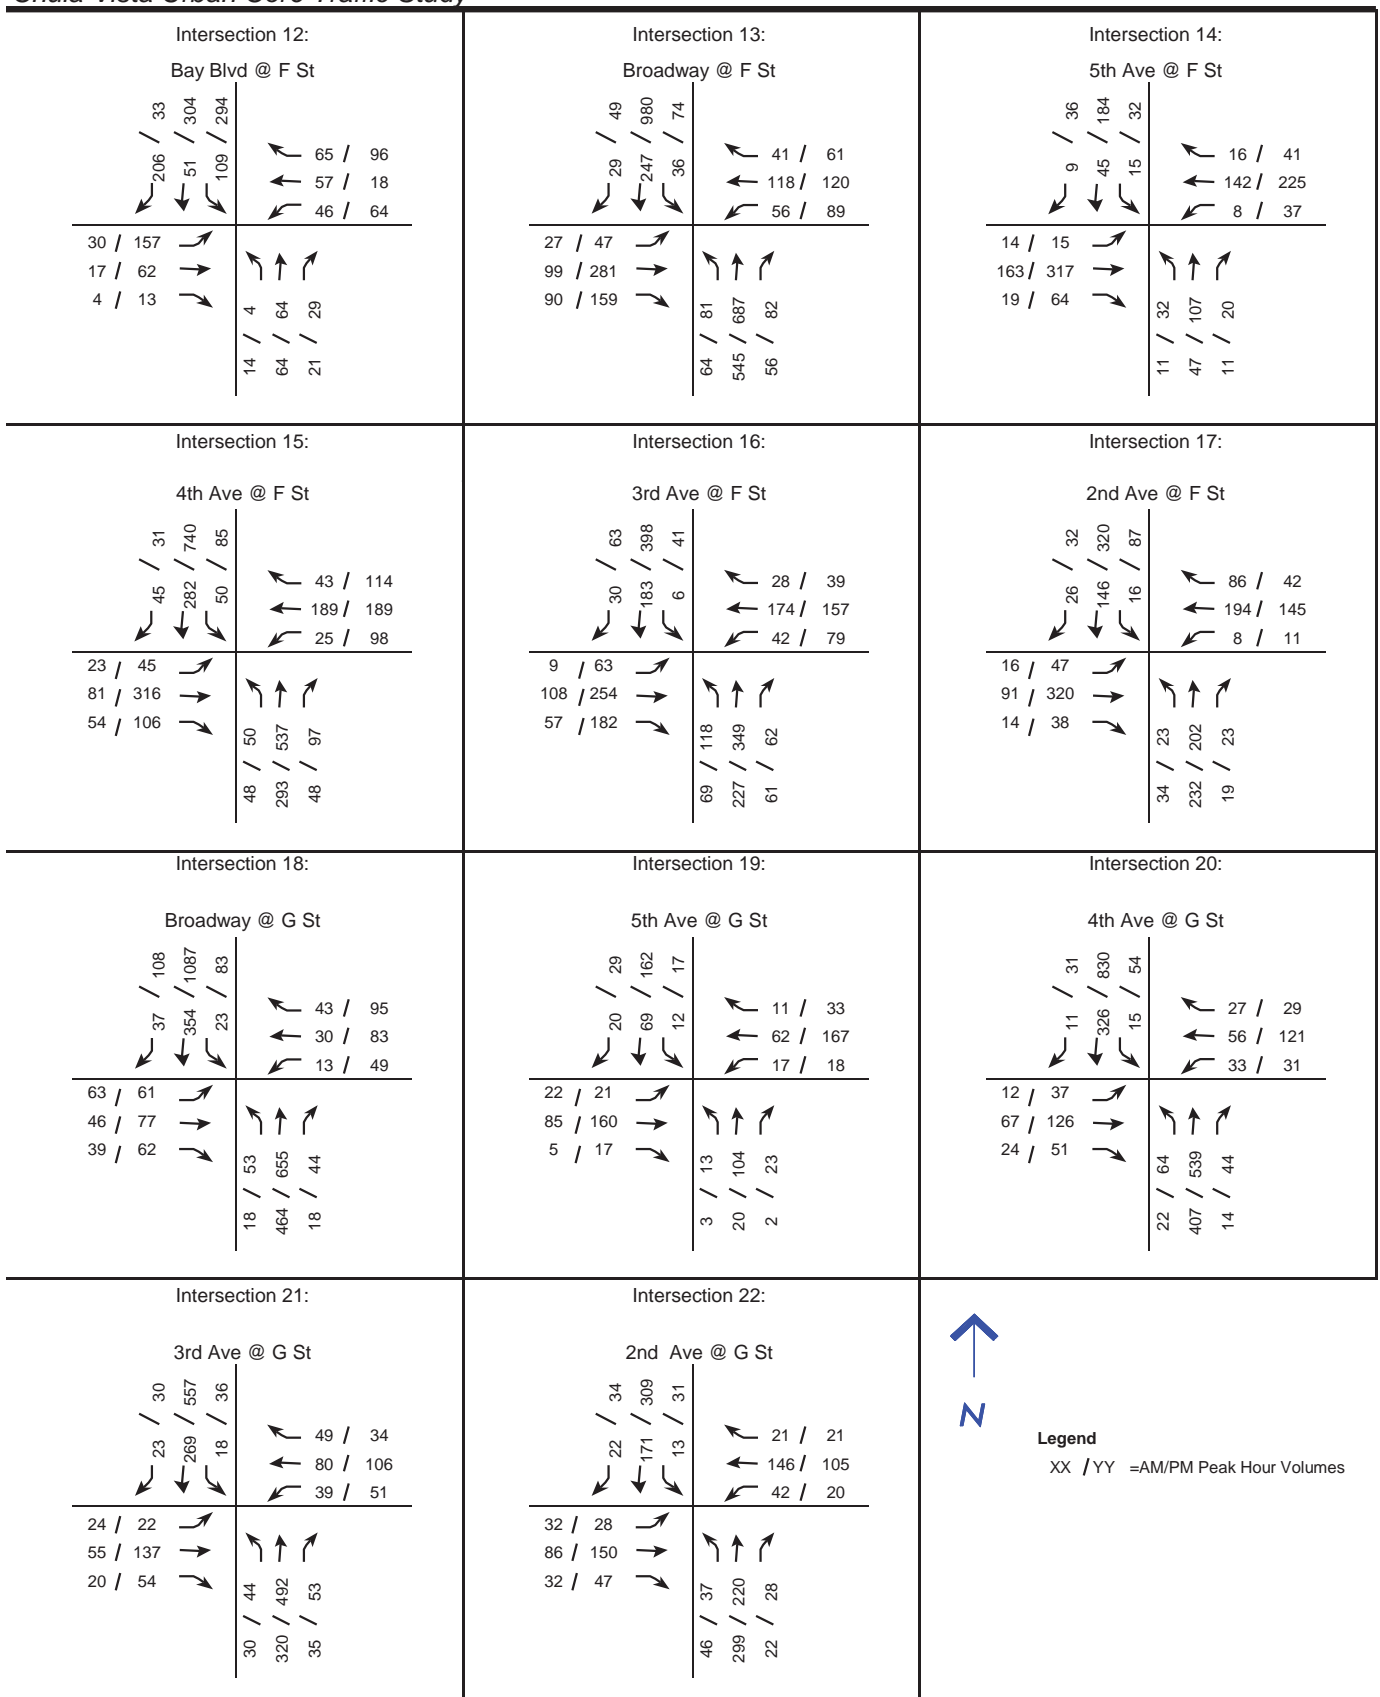 Chula Vista Urban Core Traffic Study
Intersection 12:
Bay Blvd @ F St
33 304 294
206 51 109
65 / 96
57 / 18
46 / 64
30 / 157
17 / 62
4 / 13
4 64 29
14 64 21
Intersection 13:
Broadway @ F St
49 980 74
29 247 36
41 / 61
118 / 120
56 / 89
27 / 47
99 / 281
90 / 159
81 687 82
64 545 56
Intersection 14:
5th Ave @ F St
36 184 32
9 45 15
16 / 41
142 / 225
8 / 37
14 / 15
163 / 317
19 / 64
32 107 20
11 47 11
Intersection 15:
4th Ave @ F St
31 740 85
45 282 50
43 / 114
189 / 189
25 / 98
23 / 45
81 / 316
54 / 106
50 537 97
48 293 48
Intersection 16:
3rd Ave @ F St
63 398 41
30 183 6
28 / 39
174 / 157
42 / 79
9 / 63
108 / 254
57 / 182
118 349 62
69 227 61
Intersection 17:
2nd Ave @ F St
32 320 87
26 146 16
86 / 42
194 / 145
8 / 11
16 / 47
91 / 320
14 / 38
23 202 23
34 232 19
Intersection 18:
Broadway @ G St
108 1087 83
37 354 23
43 / 95
30 / 83
13 / 49
63 / 61
46 / 77
39 / 62
53 655 44
18 464 18
Intersection 19:
5th Ave @ G St
29 162 17
20 69 12
11 / 33
62 / 167
17 / 18
22 / 21
85 / 160
5 / 17
13 104 23
3 20 2
Intersection 20:
4th Ave @ G St
31 830 54
11 326 15
27 / 29
56 / 121
33 / 31
12 / 37
67 / 126
24 / 51
64 539 44
22 407 14
Intersection 21:
3rd Ave @ G St
30 557 36
23 269 18
49 / 34
80 / 106
39 / 51
24 / 22
55 / 137
20 / 54
44 492 53
30 320 35
Intersection 22:
2nd Ave @ G St
34 309 31
22 171 13
21 / 21
146 / 105
42 / 20
32 / 28
86 / 150
32 / 47
37 220 28
46 299 22
N
Legend
XX / YY =AM/PM Peak Hour Volumes